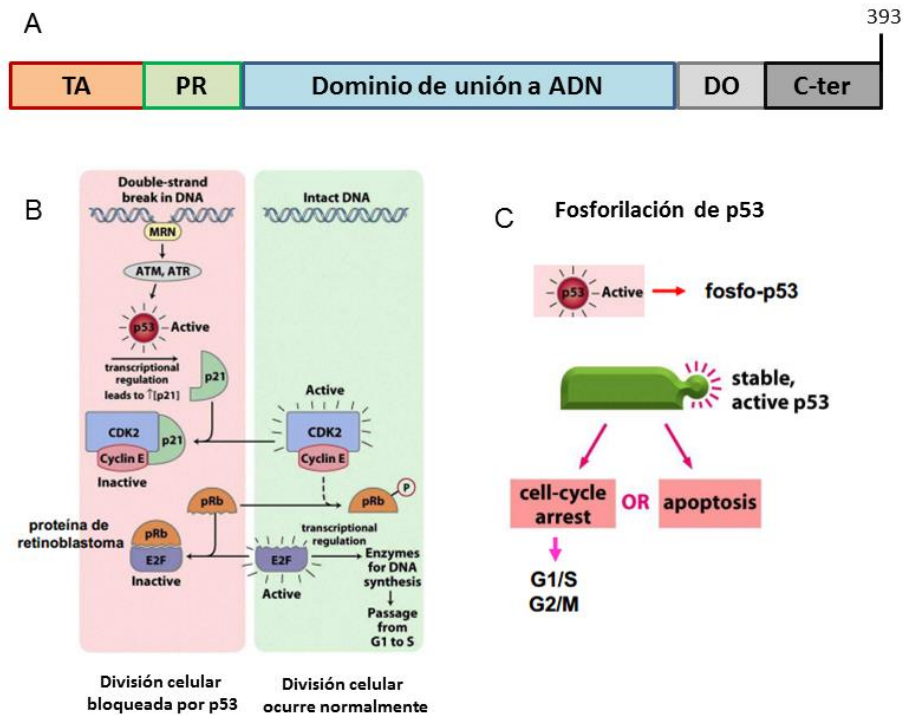 A
393
TA
PR
Dominio de unión a ADN
DO
C-ter
B
Double-strand
break in DNA
MRN
ATM, ATR
p53
Active
transcriptional
regulation
leads to ↑[p21]
p21
CDK2
p21
Cyclin E
Inactive
pRb
proteína de
retinoblastoma
pRb
E2F
Inactive
División celular
bloqueada por p53
Intact DNA
Active
CDK2
Cyclin E
pRb
P
transcriptional
regulation
E2F
Active
Enzymes
for DNA
synthesis
Passage
from
G1 to S
División celular
ocurre normalmente
C
Fosforilación de p53
p53
Active
fosfo-p53
stable,
active p53
cell-cycle
arrest
OR
apoptosis
G1/S
G2/M